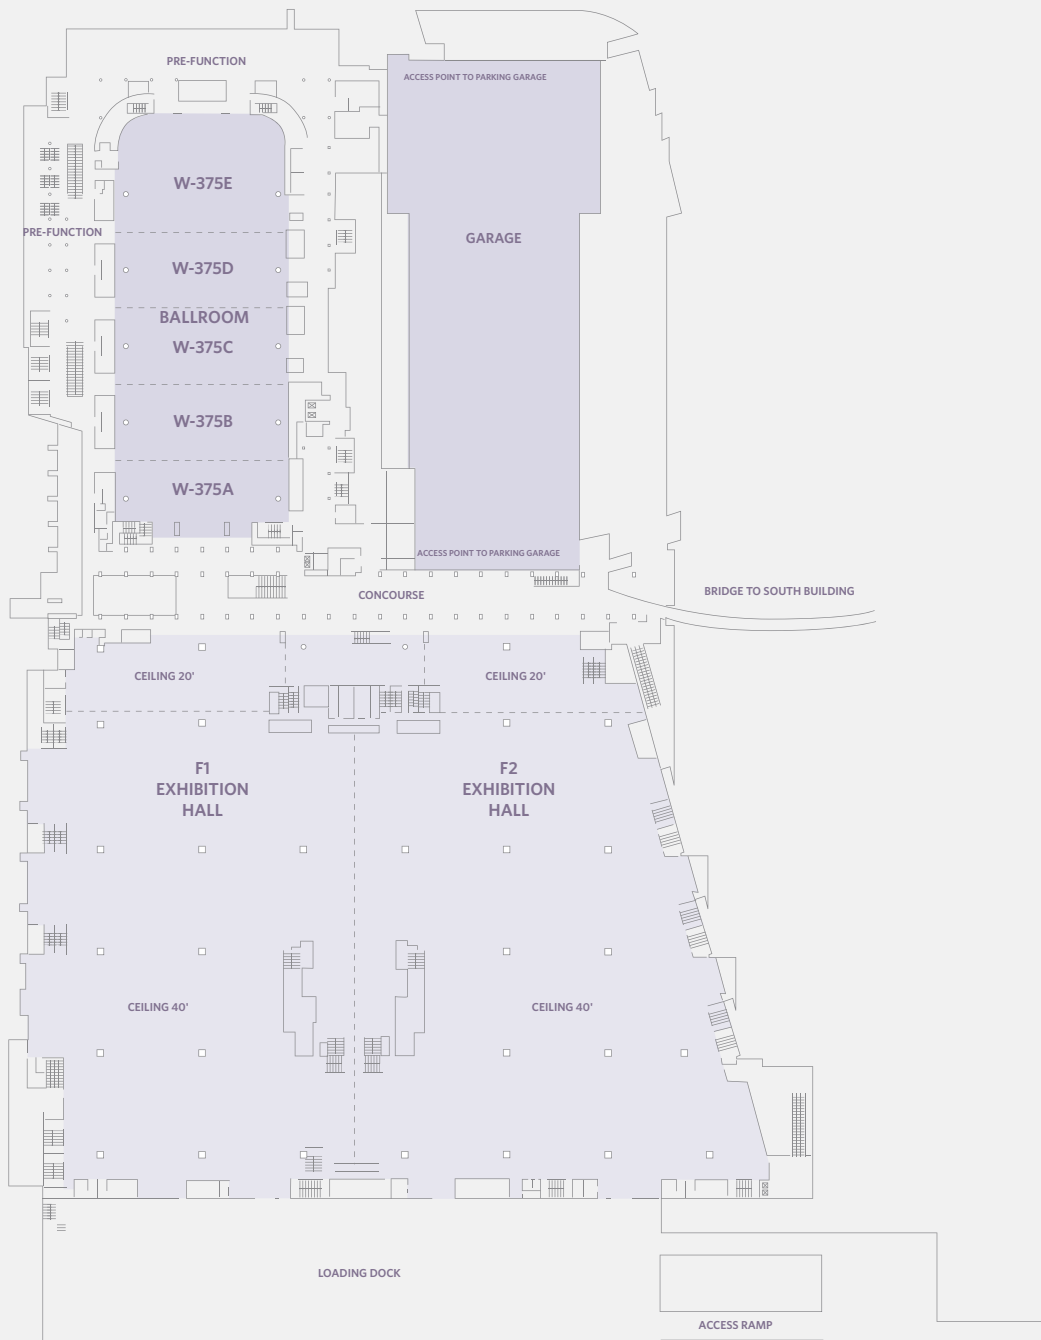 PRE-FUNCTION
ACCESS POINT TO PARKING GARAGE
W-375E
PRE-FUNCTION
GARAGE
W-375D
BALLROOM
W-375C
W-375B
W-375A
ACCESS POINT TO PARKING GARAGE
CONCOURSE
BRIDGE TO SOUTH BUILDING
CEILING 20'
CEILING 20'
F1
EXHIBITION
HALL
F2
EXHIBITION
HALL
CEILING 40'
CEILING 40'
LOADING DOCK
ACCESS RAMP